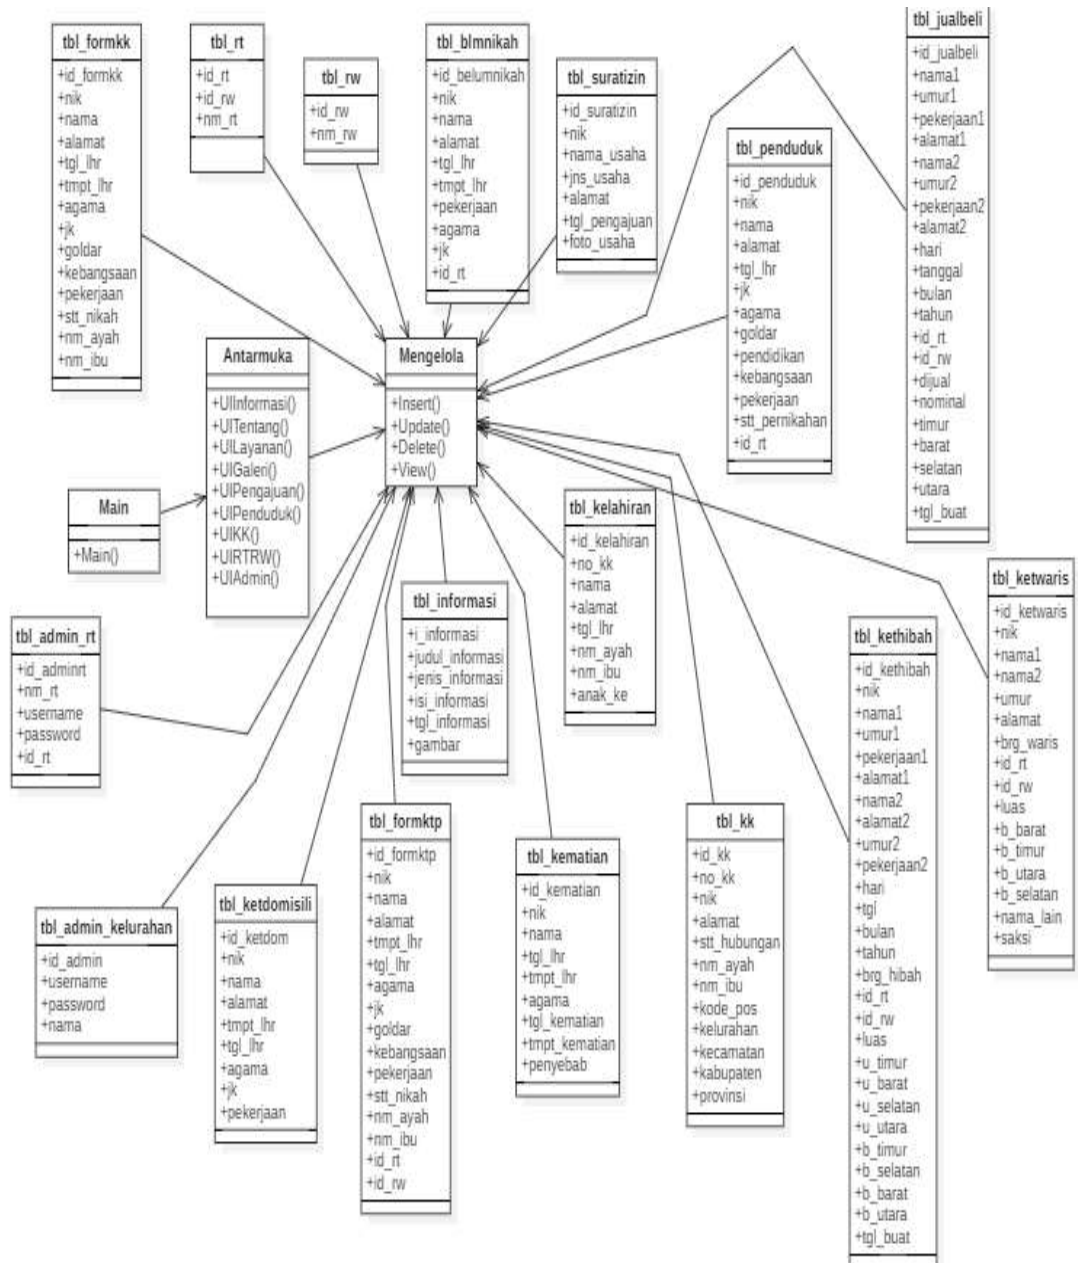 tbl_formkk
+id_formkk
+nik
+nama
+alamat
+tgl_lhr
+tmpt_lhr
+agama
+jk
+goldar
+kebangsaan
+pekerjaan
+stt_nikah
+nm_ayah
+nm_ibu
tbl_rt
+id_rt
+id_rw
+nm_rt
tbl_rw
+id_rw
+nm_rw
tbl_blmnikah
+id_belumnikah
+nik
+nama
+alamat
+tgl_lhr
+tmpt_lhr
+pekerjaan
+agama
+jk
+id_rt
tbl_suratizin
+id_suratizin
+nik
+nama_usaha
+jns_usaha
+alamat
+tgl_pengajuan
+foto_usaha
tbl_penduduk
+id_penduduk
+nik
+nama
+alamat
+tgl_lhr
+jk
+agama
+goldar
+pendidikan
+kebangsaan
+pekerjaan
+stt_pernikahan
+id_rt
tbl_jualbeli
+id_jualbeli
+nama1
+umur1
+pekerjaan1
+alamat1
+nama2
+umur2
+pekerjaan2
+alamat2
+hari
+tanggal
+bulan
+tahun
+id_rt
+id_rw
+dijual
+nominal
+timur
+barat
+selatan
+utara
+tgl_buat
Antarmuka
+UIInformasi()
+UITentang()
+UILayanan()
+UIGaleri()
+UIPengajuan()
+UIPenduduk()
+UIKK()
+UIRTRW()
+UIAdmin()
Mengelola
+Insert()
+Update()
+Delete()
+View()
Main
+Main()
tbl_kelahiran
+id_kelahiran
+no_kk
+nama
+alamat
+tgl_lhr
+nm_ayah
+nm_ibu
+anak_ke
tbl_informasi
+i_informasi
+judul_informasi
+jenis_informasi
+isi_informasi
+tgl_informasi
+gambar
tbl_admin_rt
+id_adminrt
+nm_rt
+username
+password
+id_rt
tbl_kethibah
+id_kethibah
+nik
+nama1
+umur1
+pekerjaan1
+alamat1
+nama2
+alamat2
+umur2
+pekerjaan2
+hari
+tgl
+bulan
+tahun
+brg_hibah
+id_rt
+id_rw
+luas
+u_timur
+u_barat
+u_selatan
+u_utara
+b_timur
+b_selatan
+b_barat
+b_utara
+tgl_buat
tbl_ketwaris
+id_ketwaris
+nik
+nama1
+nama2
+umur
+alamat
+brg_waris
+id_rt
+id_rw
+luas
+b_barat
+b_timur
+b_utara
+b_selatan
+nama_lain
+saksi
tbl_admin_kelurahan
+id_admin
+username
+password
+nama
tbl_ketdomisili
+id_ketdom
+nik
+nama
+alamat
+tmpt_lhr
+tgl_lhr
+agama
+jk
+pekerjaan
tbl_formktp
+id_formktp
+nik
+nama
+alamat
+tmpt_lhr
+tgl_lhr
+agama
+jk
+goldar
+kebangsaan
+pekerjaan
+stt_nikah
+nm_ayah
+nm_ibu
+id_rt
+id_rw
tbl_kematian
+id_kematian
+nik
+nama
+tgl_lhr
+tmpt_lhr
+agama
+tgl_kematian
+tmpt_kematian
+penyebab
tbl_kk
+id_kk
+no_kk
+nik
+alamat
+stt_hubungan
+nm_ayah
+nm_ibu
+kode_pos
+kelurahan
+kecamatan
+kabupaten
+provinsi